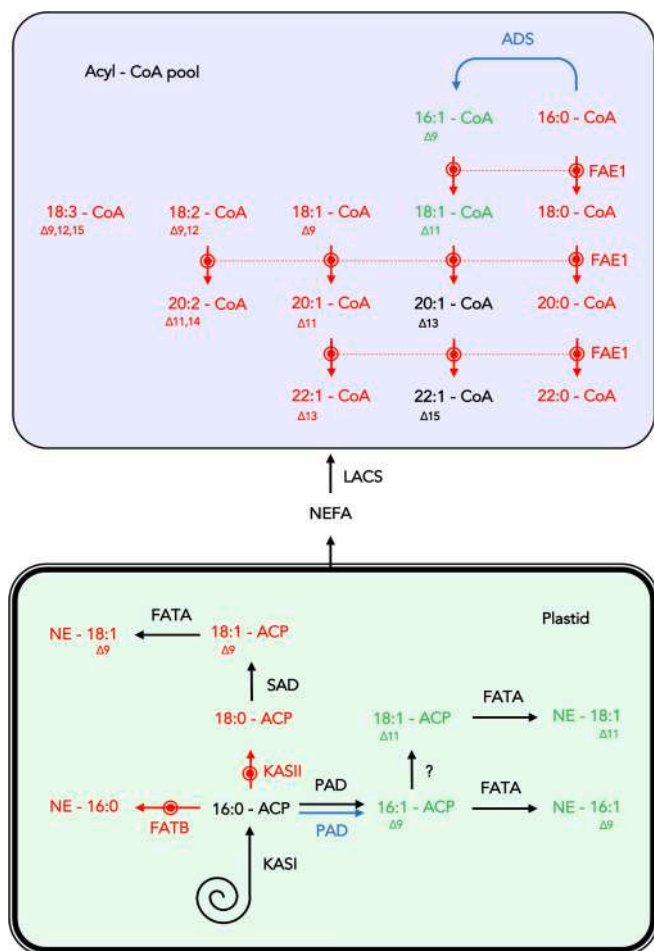 ADS
Acyl - CoA pool
16:1 - CoA 16:0 - CoA
Δ9
FAE1
18:3 - CoA 18:2 - CoA 18:1 - CoA 18:1 - CoA 18:0 - CoA
Δ9,12,15 Δ9,12 Δ9 Δ11
FAE1
20:2 - CoA 20:1 - CoA 20:1 - CoA 20:0 - CoA
Δ11,14 Δ11 Δ13
FAE1
22:1 - CoA 22:1 - CoA 22:0 - CoA
Δ13 Δ15
LACS
NEFA
FATA Plastid
NE - 18:1 18:1 - ACP
Δ9 Δ9
SAD FATA
18:0 - ACP 18:1 - ACP NE - 18:1
Δ11 Δ11
KASII PAD ? FATA
NE - 16:0 16:0 - ACP 16:1 - ACP NE - 16:1
FATB PAD Δ9 Δ9
KASI